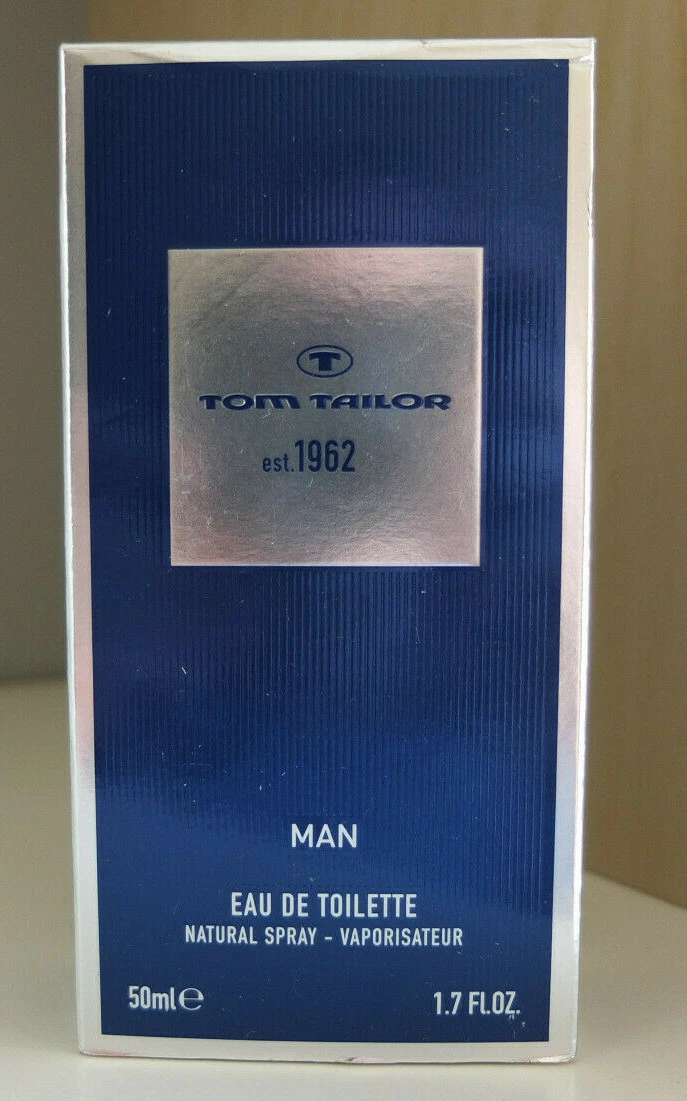 T
TOM TAILOR
est.1962
MAN
EAU DE TOILETTE
NATURAL SPRAY - VAPORISATEUR
50ml℮
1.7 FL.OZ.